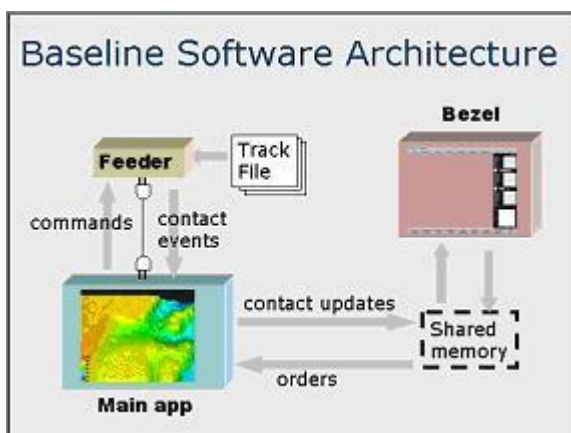 Baseline Software Architecture
Bezel
Feeder
Track
File
commands
contact
events
contact updates
Shared
memory
orders
Main app